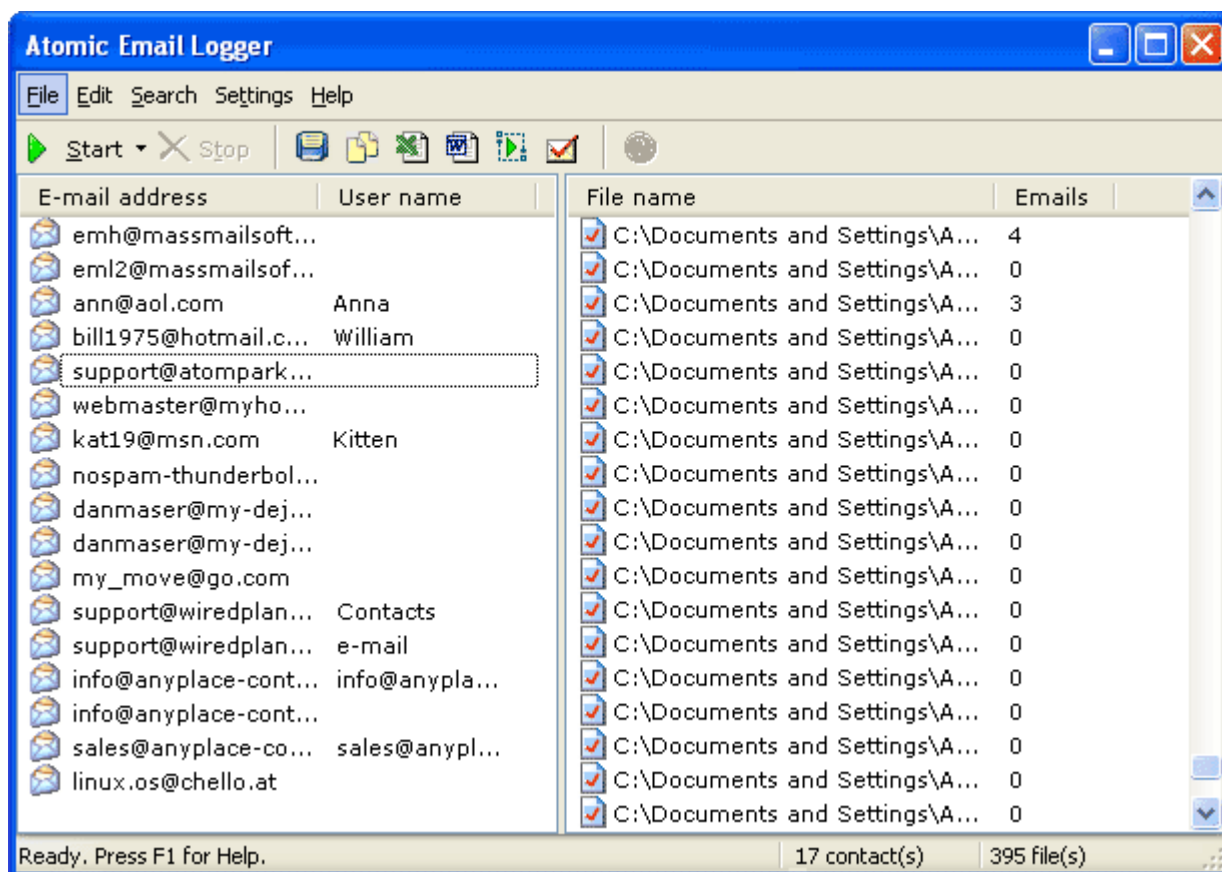 Atomic Email Logger
File Edit Search Settings Help
Start Stop
E-mail address User name File name Emails
emh@massmailsoft... C:\Documents and Settings\A... 4
eml2@massmailsof... C:\Documents and Settings\A... 0
ann@aol.com Anna C:\Documents and Settings\A... 3
bill1975@hotmail.c... William C:\Documents and Settings\A... 0
support@atompark... C:\Documents and Settings\A... 0
webmaster@myho... C:\Documents and Settings\A... 0
kat19@msn.com Kitten C:\Documents and Settings\A... 0
nospam-thunderbol... C:\Documents and Settings\A... 0
danmaser@my-dej... C:\Documents and Settings\A... 0
danmaser@my-dej... C:\Documents and Settings\A... 0
my_move@go.com C:\Documents and Settings\A... 0
support@wiredplan... Contacts C:\Documents and Settings\A... 0
support@wiredplan... e-mail C:\Documents and Settings\A... 0
info@anyplace-cont... info@anypla... C:\Documents and Settings\A... 0
info@anyplace-cont... C:\Documents and Settings\A... 0
sales@anyplace-co... sales@anypl... C:\Documents and Settings\A... 0
linux.os@chello.at C:\Documents and Settings\A... 0
C:\Documents and Settings\A... 0
Ready. Press F1 for Help. 17 contact(s) 395 file(s)